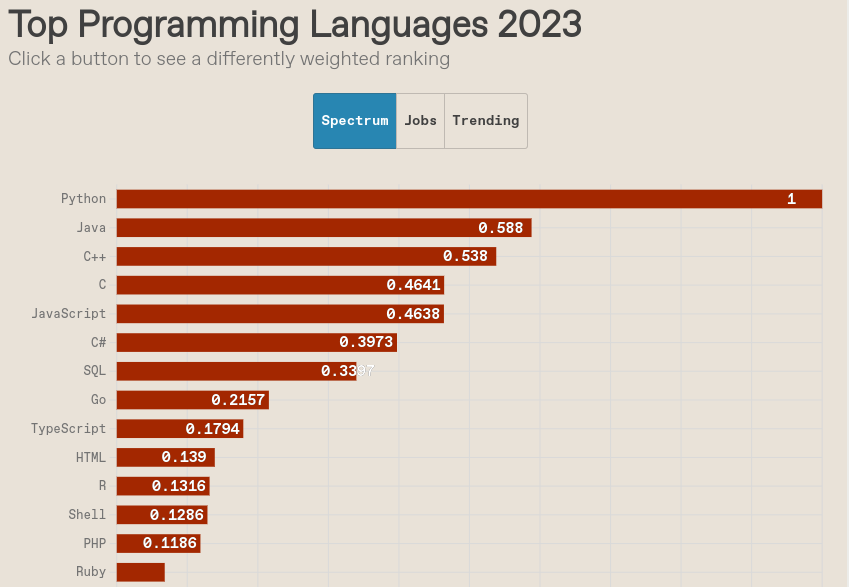 Top Programming Languages 2023
Click a button to see a differently weighted ranking
Spectrum Jobs Trending
Python 1
Java 0.588
C++ 0.538
C 0.4641
JavaScript 0.4638
C# 0.3973
SQL 0.3397
Go 0.2157
TypeScript 0.1794
HTML 0.139
R 0.1316
Shell 0.1286
PHP 0.1186
Ruby